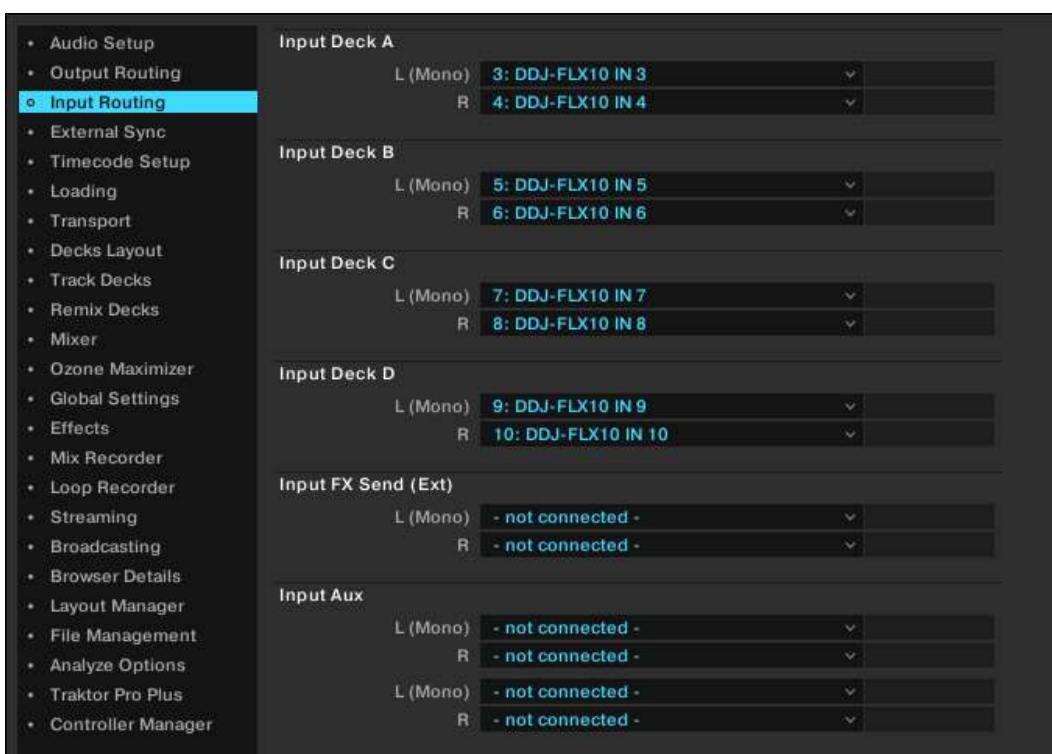 Audio Setup
Output Routing
Input Routing
External Sync
Timecode Setup
Loading
Transport
Decks Layout
Track Decks
Remix Decks
Mixer
Ozone Maximizer
Global Settings
Effects
Mix Recorder
Loop Recorder
Streaming
Broadcasting
Browser Details
Layout Manager
File Management
Analyze Options
Traktor Pro Plus
Controller Manager
Input Deck A
L (Mono) 3: DDJ-FLX10 IN 3
R 4: DDJ-FLX10 IN 4
Input Deck B
L (Mono) 5: DDJ-FLX10 IN 5
R 6: DDJ-FLX10 IN 6
Input Deck C
L (Mono) 7: DDJ-FLX10 IN 7
R 8: DDJ-FLX10 IN 8
Input Deck D
L (Mono) 9: DDJ-FLX10 IN 9
R 10: DDJ-FLX10 IN 10
Input FX Send (Ext)
L (Mono) - not connected -
R - not connected -
Input Aux
L (Mono) - not connected -
R - not connected -
L (Mono) - not connected -
R - not connected -